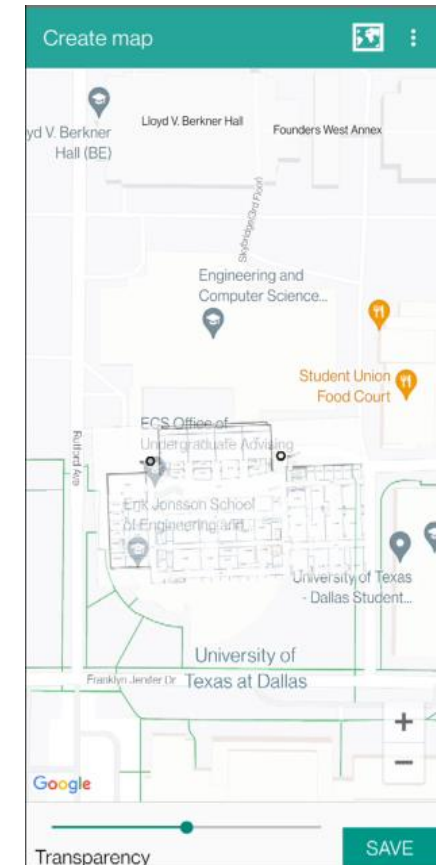 Create map
Lloyd V. Berkner Hall
Founders West Annex
yd V. Berkner
Hall (BE)
Skybridge(3rd Floor)
Engineering and
Computer Science...
Student Union
Food Court
Rutford Ave
ECS Office of
Undergraduate Advising
Erik Jonsson School
of Engineering and
University of Texas
- Dallas Student...
University of
Texas at Dallas
Franklyn Jenifer Dr
+
−
Google
Transparency
SAVE